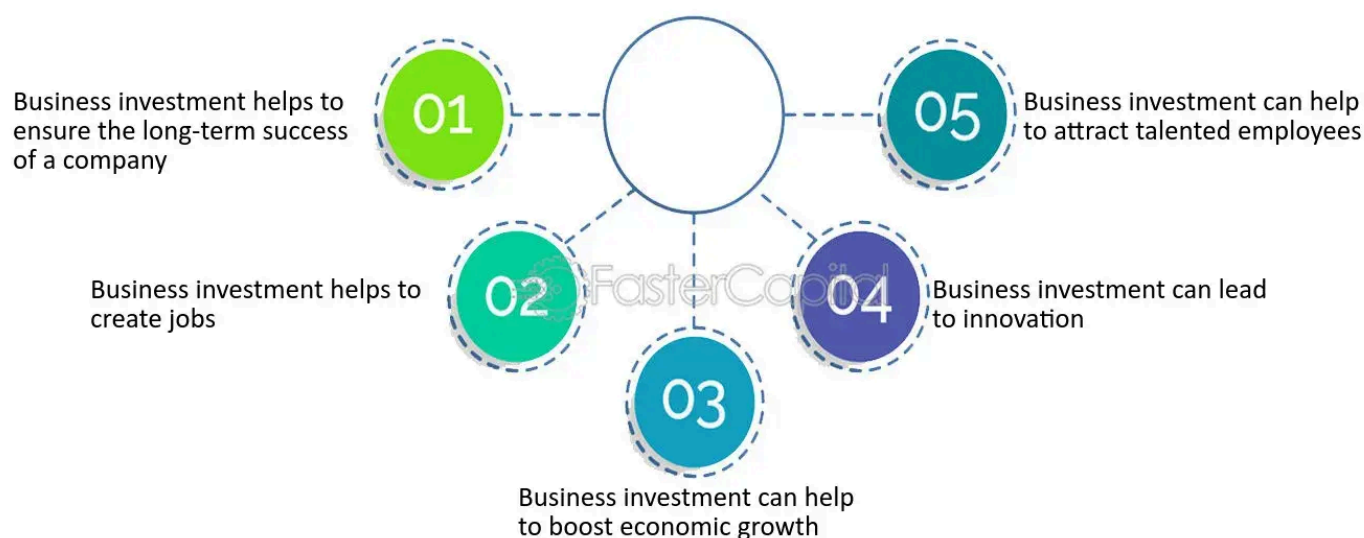 01
Business investment helps to
ensure the long-term success
of a company
02
Business investment helps to
create jobs
03
Business investment can help
to boost economic growth
04
Business investment can lead
to innovation
05
Business investment can help
to attract talented employees
FasterCapital